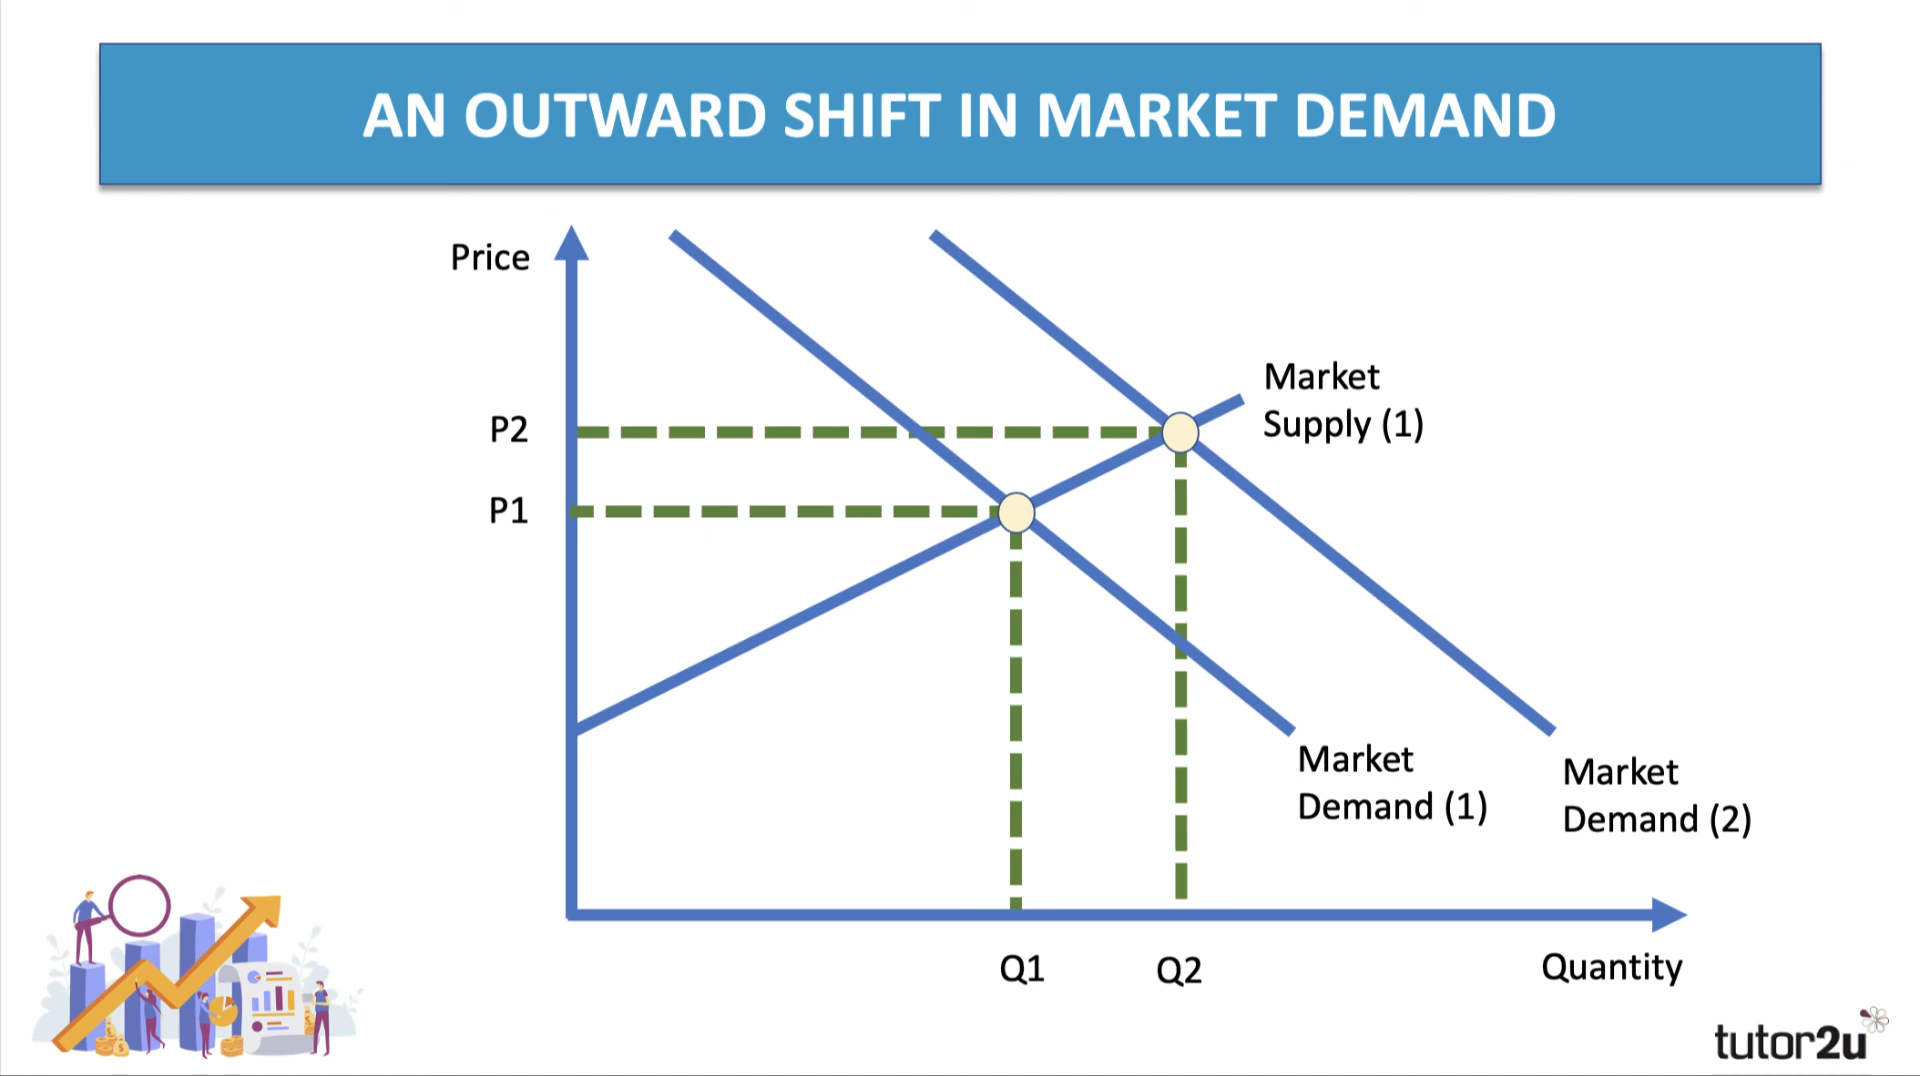 AN OUTWARD SHIFT IN MARKET DEMAND
Price
Market
Supply (1)
P2
P1
Market
Demand (1)
Market
Demand (2)
Q1
Q2
Quantity
tutor2u